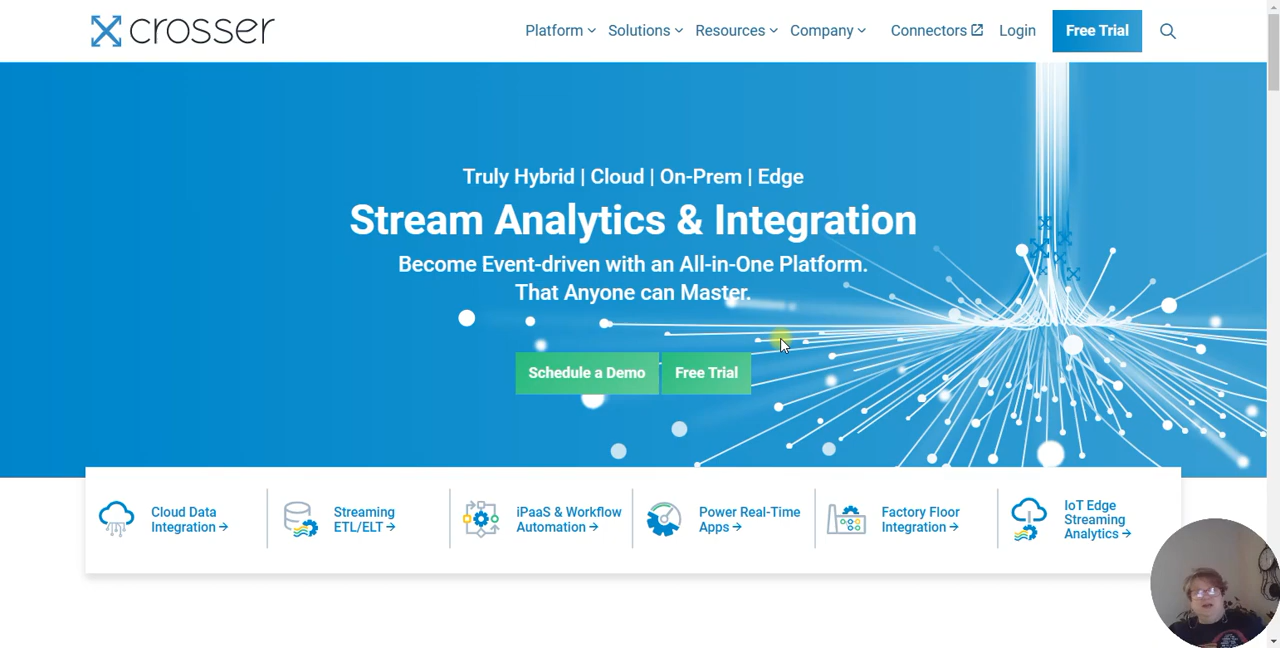 crosser
Platform Solutions Resources Company Connectors Login Free Trial
Truly Hybrid | Cloud | On-Prem | Edge
Stream Analytics & Integration
Become Event-driven with an All-in-One Platform.
That Anyone can Master.
Schedule a Demo Free Trial
Cloud Data
Integration →
Streaming
ETL/ELT →
iPaaS & Workflow
Automation →
Power Real-Time
Apps →
Factory Floor
Integration →
IoT Edge
Streaming
Analytics →